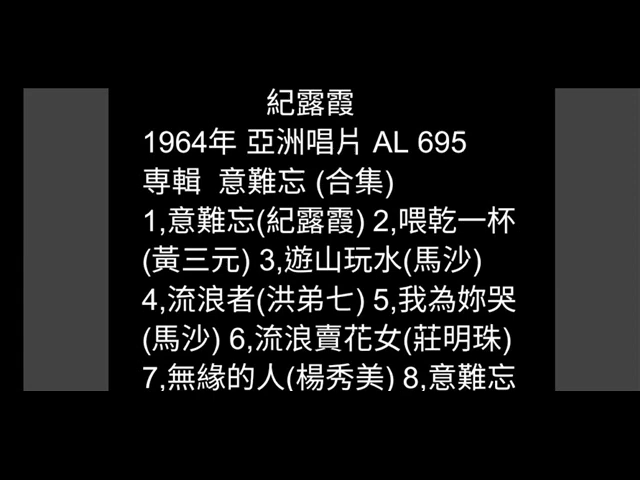 紀露霞
1964年 亞洲唱片 AL 695
專輯 意難忘 (合集)
1,意難忘(紀露霞) 2,喂乾一杯
(黃三元) 3,遊山玩水(馬沙)
4,流浪者(洪弟七) 5,我為妳哭
(馬沙) 6,流浪賣花女(莊明珠)
7,無緣的人(楊秀美) 8,意難忘